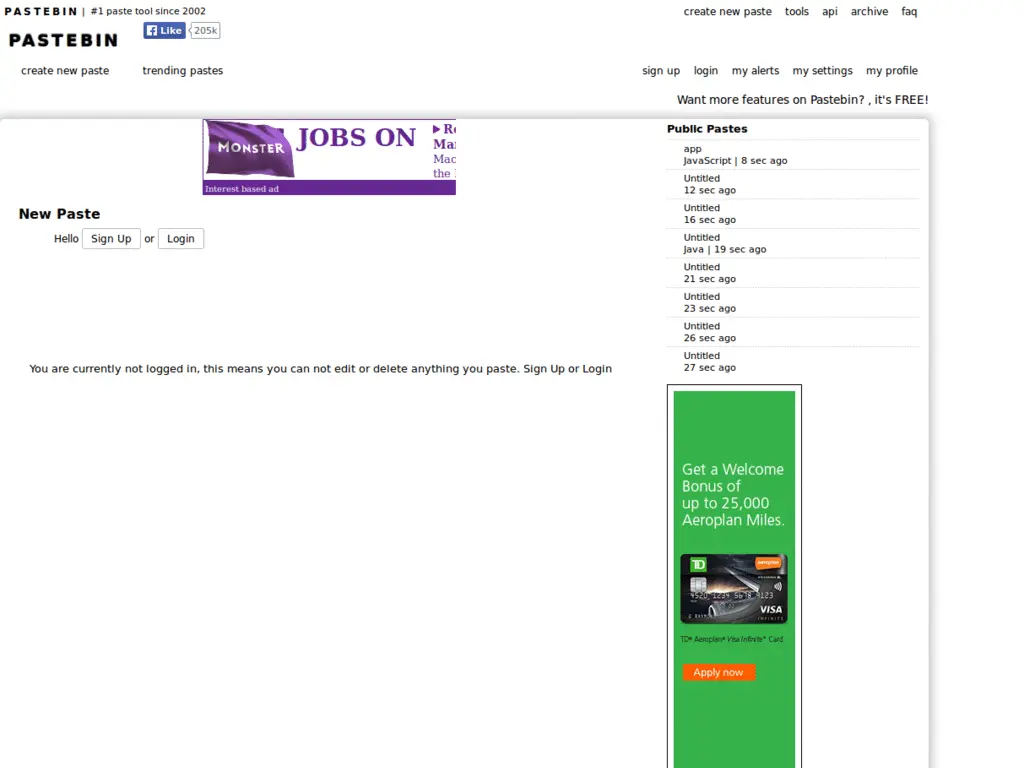 PASTEBIN | #1 paste tool since 2002
create new paste tools api archive faq
PASTEBIN
Like 205k
create new paste trending pastes
sign up login my alerts my settings my profile
Want more features on Pastebin? , it's FREE!
MONSTER
JOBS ON
Interest based ad
New Paste
Hello Sign Up or Login
You are currently not logged in, this means you can not edit or delete anything you paste. Sign Up or Login
Public Pastes
app
JavaScript | 8 sec ago
Untitled
12 sec ago
Untitled
16 sec ago
Untitled
Java | 19 sec ago
Untitled
21 sec ago
Untitled
23 sec ago
Untitled
26 sec ago
Untitled
27 sec ago
Get a Welcome
Bonus of
up to 25,000
Aeroplan Miles.
TD
4520 1234 5678 9123
VISA
INFINITE
TD® Aeroplan® Visa Infinite* Card
Apply now